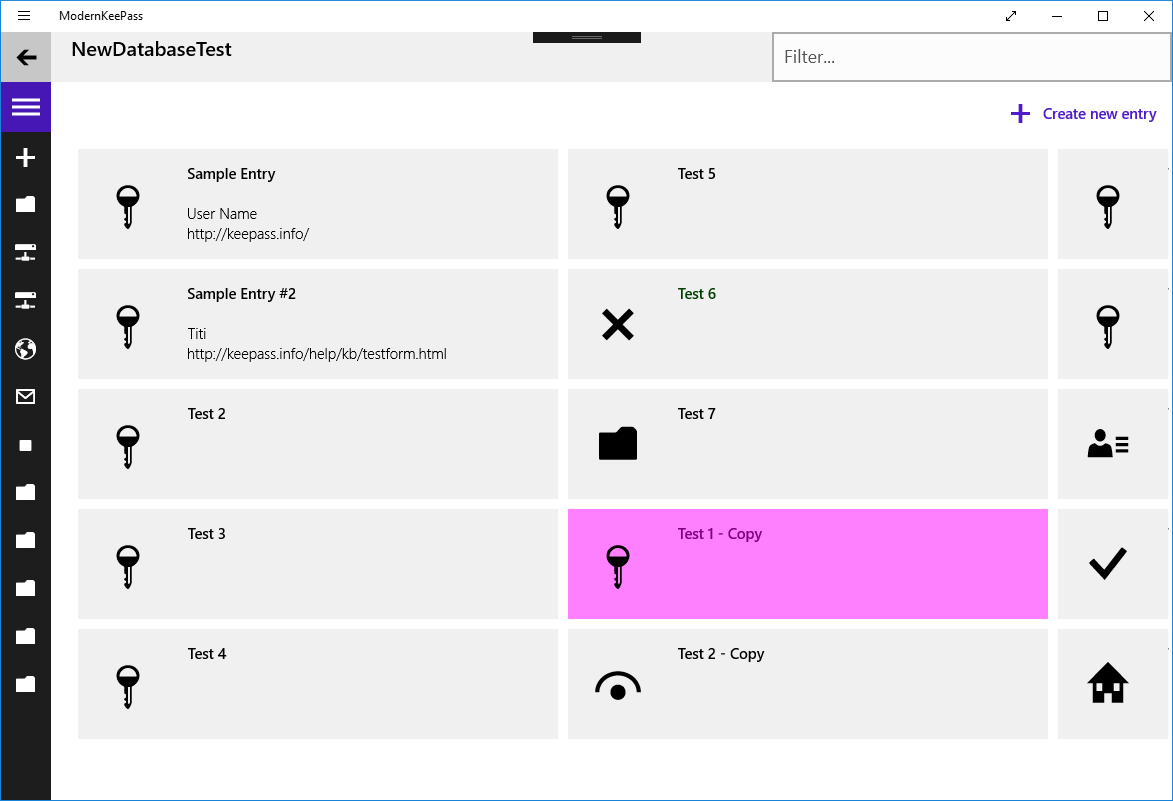 ModernKeePass
NewDatabaseTest
Filter...
Create new entry
Sample Entry
User Name
http://keepass.info/
Sample Entry #2
Titi
http://keepass.info/help/kb/testform.html
Test 2
Test 3
Test 4
Test 5
Test 6
Test 7
Test 1 - Copy
Test 2 - Copy